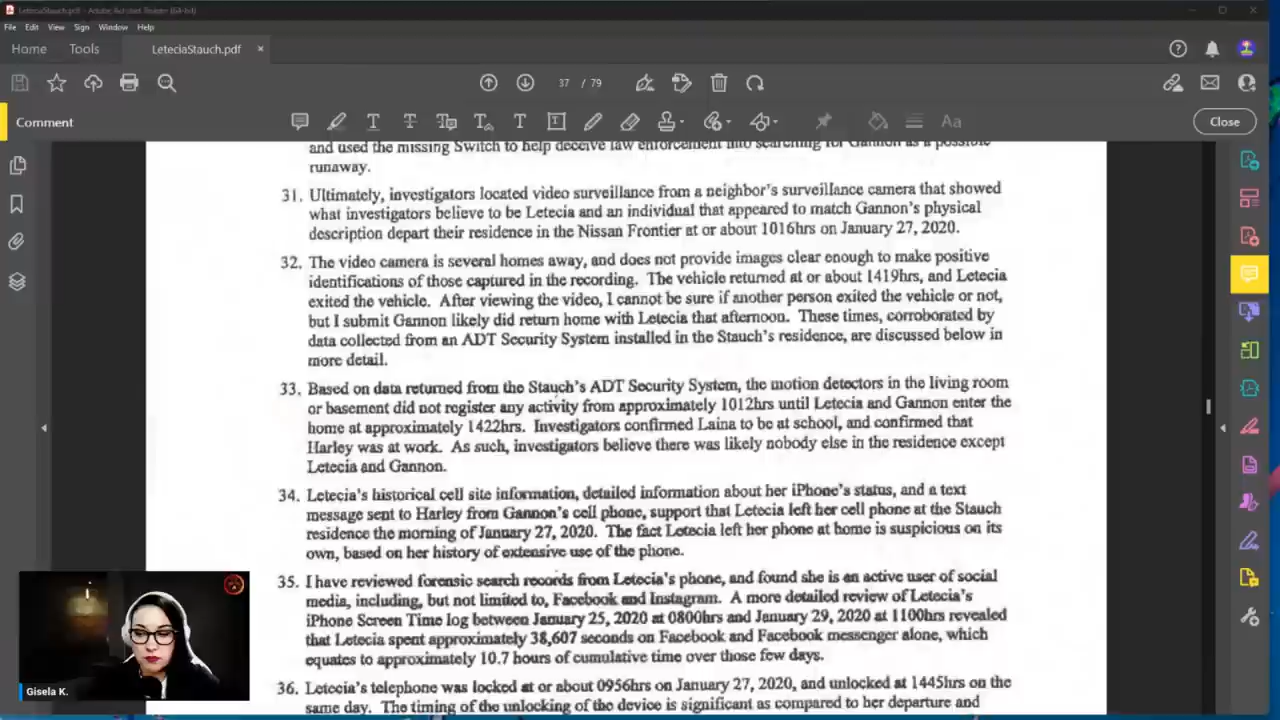 LeteciaStauch.pdf - Adobe Acrobat Reader (64-bit)
File Edit View Sign Window Help
Home Tools LeteciaStauch.pdf ×
37 / 79
Comment
Close
and used the missing Switch to help deceive law enforcement into searching for Gannon as a possible
runaway.
31. Ultimately, investigators located video surveillance from a neighbor's surveillance camera that showed
what investigators believe to be Letecia and an individual that appeared to match Gannon's physical
description depart their residence in the Nissan Frontier at or about 1016hrs on January 27, 2020.
32. The video camera is several homes away, and does not provide images clear enough to make positive
identifications of those captured in the recording. The vehicle returned at or about 1419hrs, and Letecia
exited the vehicle. After viewing the video, I cannot be sure if another person exited the vehicle or not,
but I submit Gannon likely did return home with Letecia that afternoon. These times, corroborated by
data collected from an ADT Security System installed in the Stauch's residence, are discussed below in
more detail.
33. Based on data returned from the Stauch's ADT Security System, the motion detectors in the living room
or basement did not register any activity from approximately 1012hrs until Letecia and Gannon enter the
home at approximately 1422hrs. Investigators confirmed Laina to be at school, and confirmed that
Harley was at work. As such, investigators believe there was likely nobody else in the residence except
Letecia and Gannon.
34. Letecia's historical cell site information, detailed information about her iPhone's status, and a text
message sent to Harley from Gannon's cell phone, support that Letecia left her cell phone at the Stauch
residence the morning of January 27, 2020. The fact Letecia left her phone at home is suspicious on its
own, based on her history of extensive use of the phone.
35. I have reviewed forensic search records from Letecia's phone, and found she is an active user of social
media, including, but not limited to, Facebook and Instagram. A more detailed review of Letecia's
iPhone Screen Time log between January 25, 2020 at 0800hrs and January 29, 2020 at 1100hrs revealed
that Letecia spent approximately 38,607 seconds on Facebook and Facebook messenger alone, which
equates to approximately 10.7 hours of cumulative time over those few days.
36. Letecia's telephone was locked at or about 0956hrs on January 27, 2020, and unlocked at 1445hrs on the
same day. The timing of the unlocking of the device is significant as compared to her departure and
Gisela K.